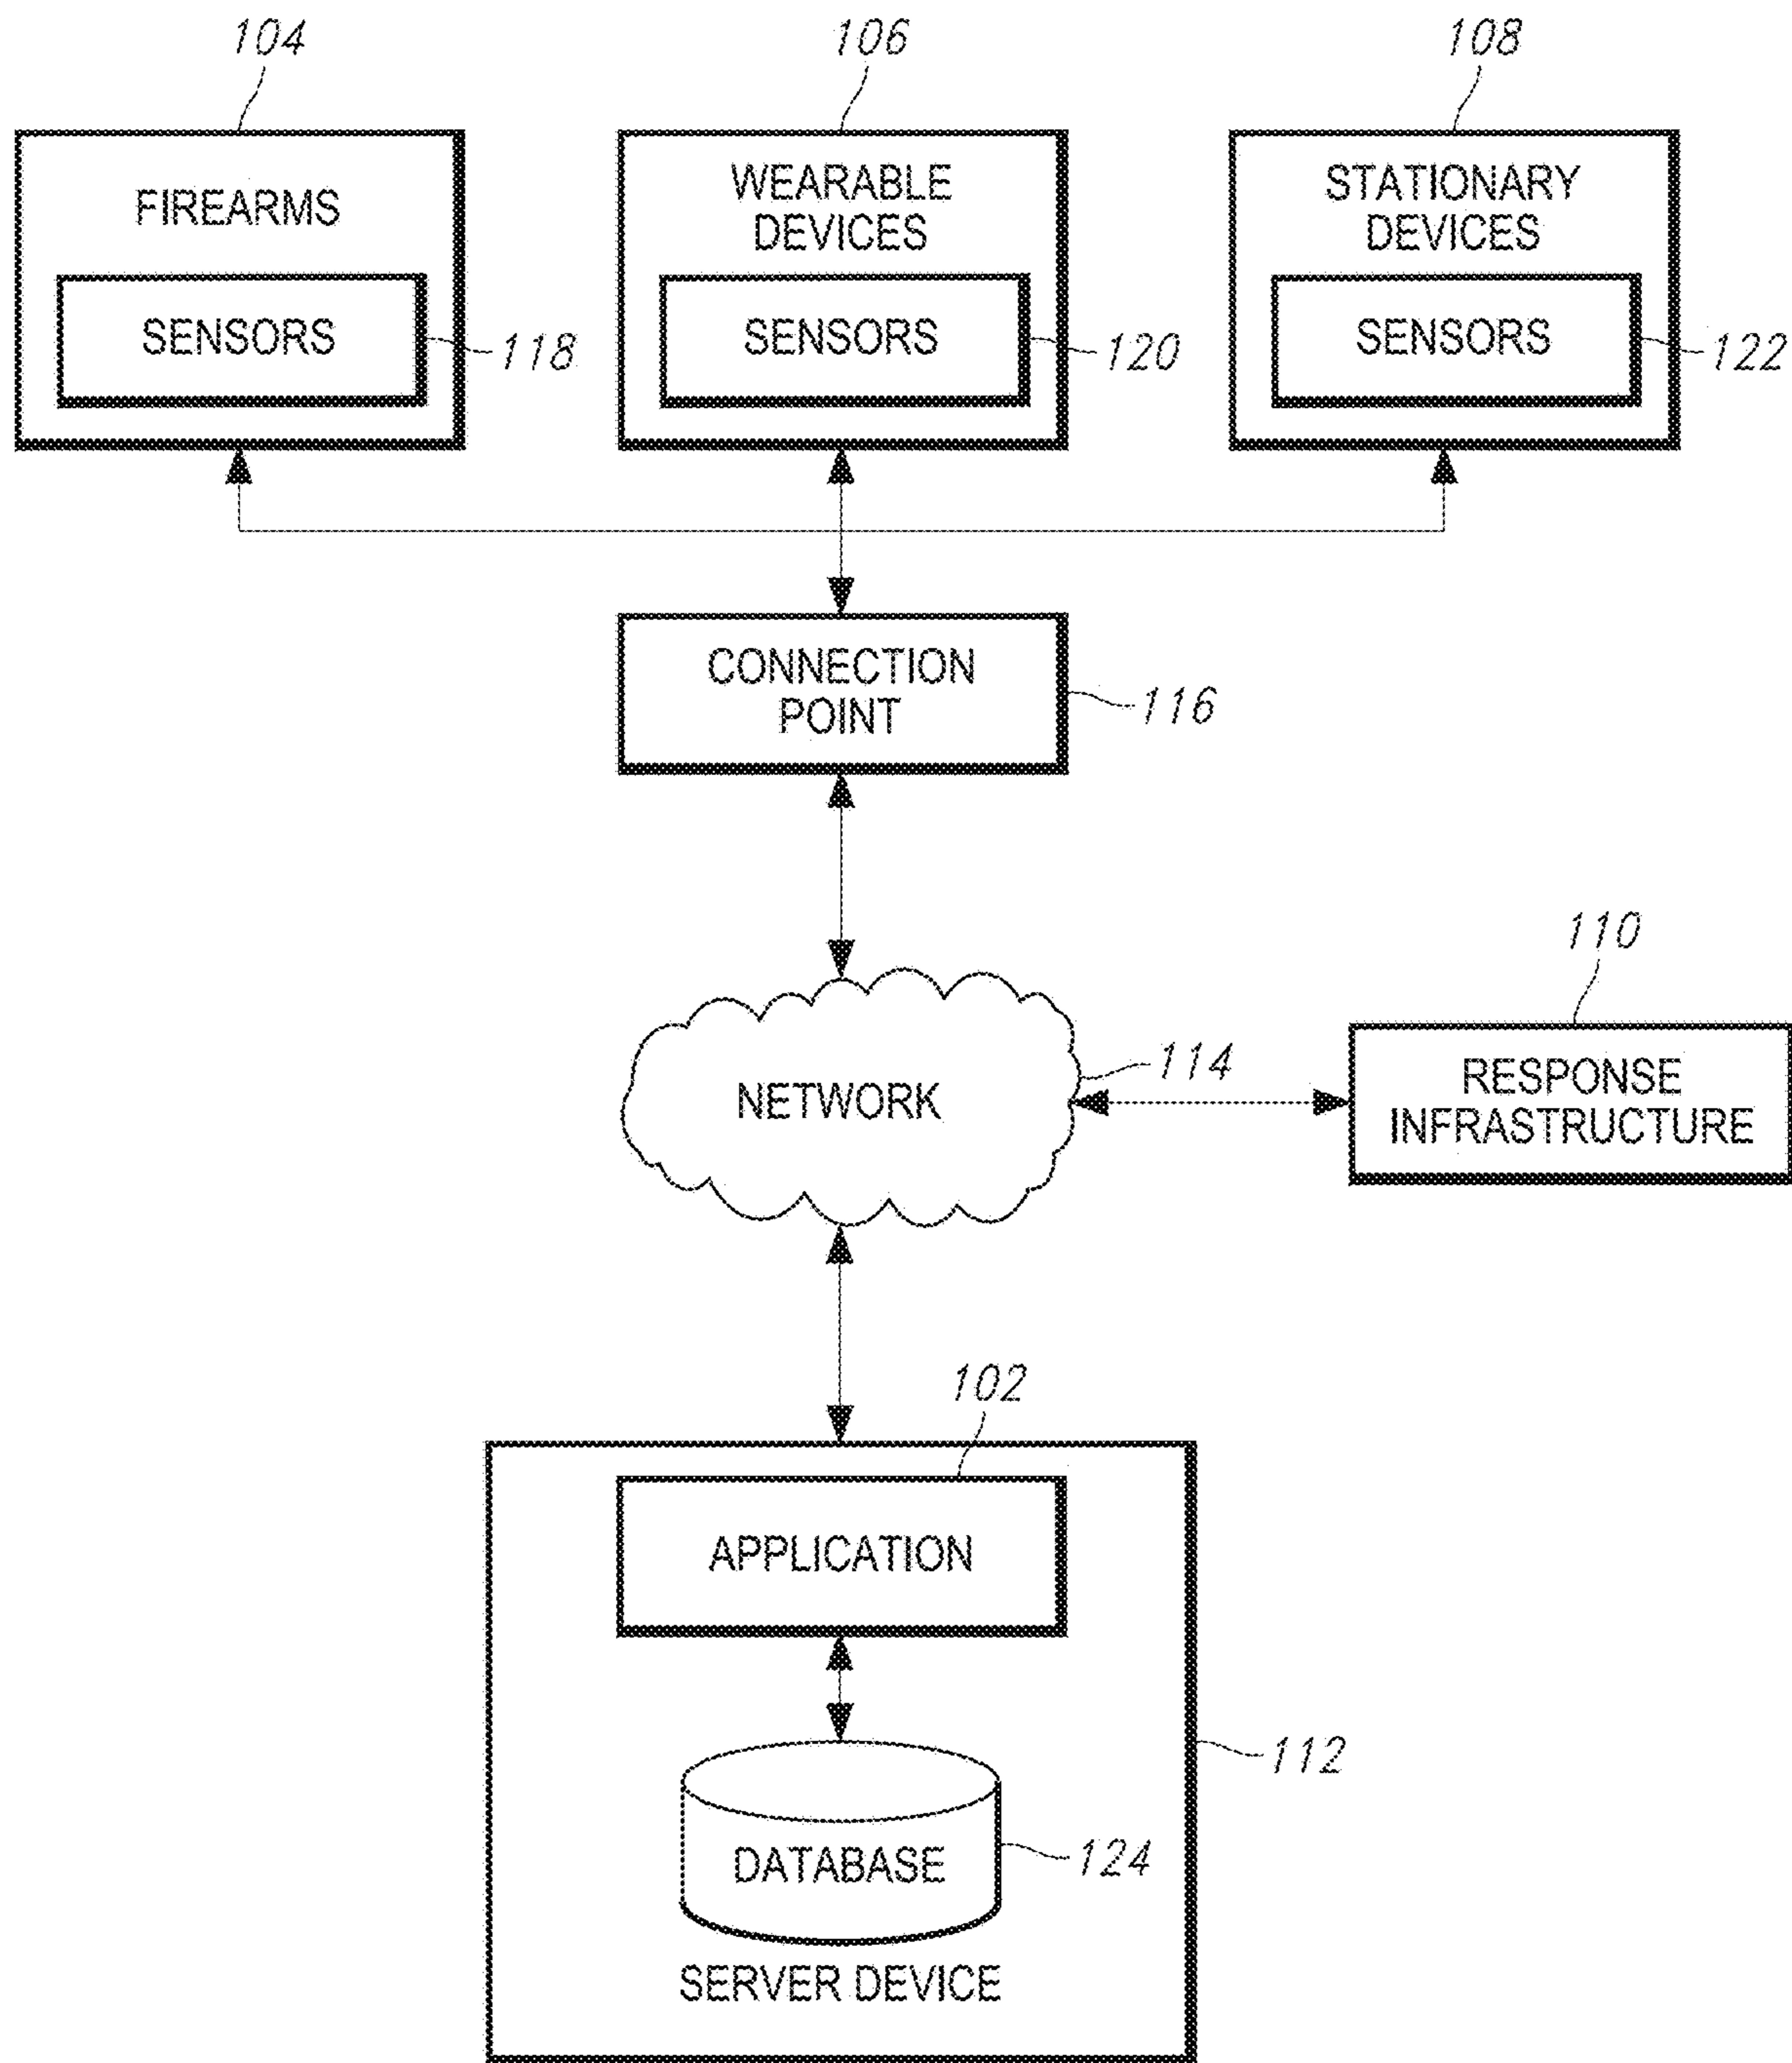 104
106
108
FIREARMS
WEARABLE
DEVICES
STATIONARY
DEVICES
SENSORS
118
SENSORS
120
SENSORS
122
CONNECTION
POINT
116
110
NETWORK
114
RESPONSE
INFRASTRUCTURE
102
APPLICATION
112
DATABASE
124
SERVER DEVICE